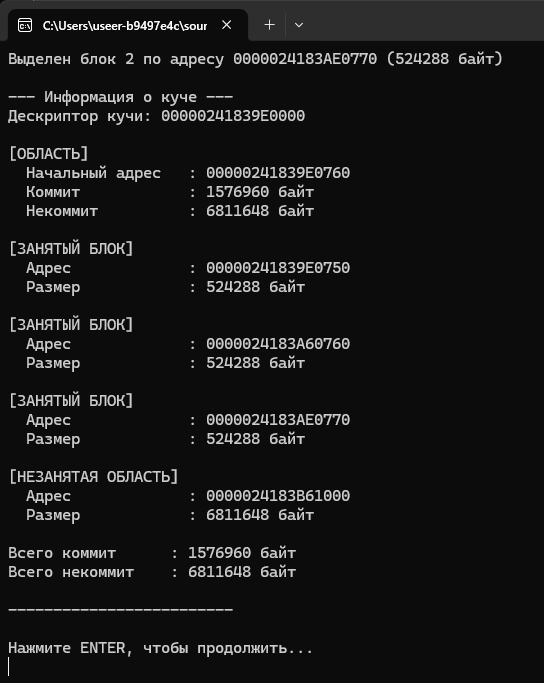 C:\Users\useer-b9497e4c\sour
Выделен блок 2 по адресу 0000024183AE0770 (524288 байт)
--- Информация о куче ---
Дескриптор кучи: 00000241839E0000
[ОБЛАСТЬ]
Начальный адрес : 00000241839E0760
Коммит : 1576960 байт
Некоммит : 6811648 байт
[ЗАНЯТЫЙ БЛОК]
Адрес : 00000241839E0750
Размер : 524288 байт
[ЗАНЯТЫЙ БЛОК]
Адрес : 0000024183A60760
Размер : 524288 байт
[ЗАНЯТЫЙ БЛОК]
Адрес : 0000024183AE0770
Размер : 524288 байт
[НЕЗАНЯТАЯ ОБЛАСТЬ]
Адрес : 0000024183B61000
Размер : 6811648 байт
Всего коммит : 1576960 байт
Всего некоммит : 6811648 байт
-------------------------
Нажмите ENTER, чтобы продолжить...